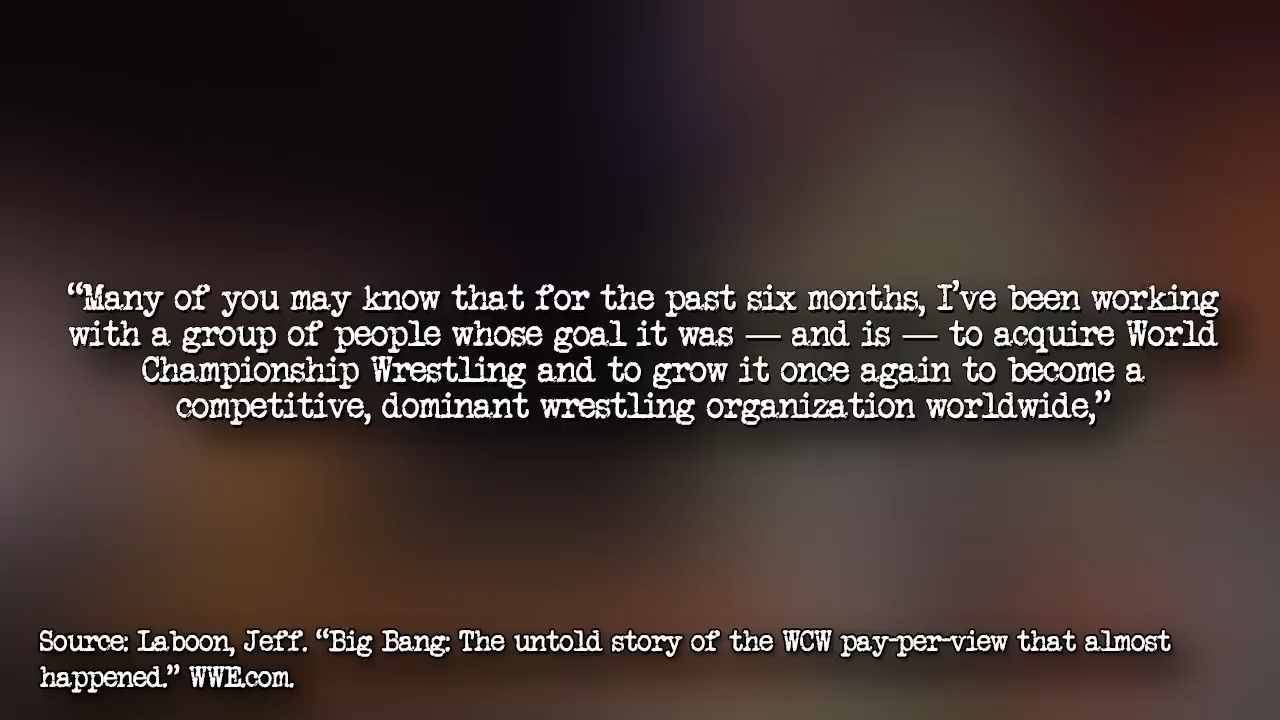 “Many of you may know that for the past six months, I’ve been working
with a group of people whose goal it was — and is — to acquire World
Championship Wrestling and to grow it once again to become a
competitive, dominant wrestling organization worldwide,”
Source: Laboon, Jeff. “Big Bang: The untold story of the WCW pay-per-view that almost
happened.” WWE.com.